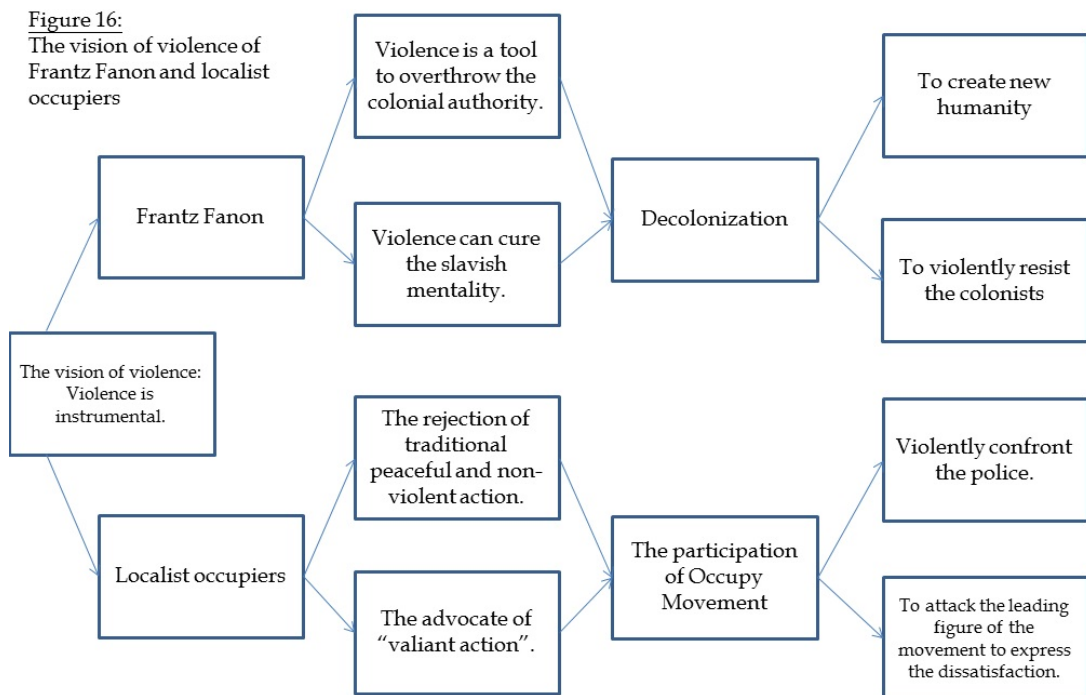 Figure 16:
The vision of violence of
Frantz Fanon and localist
occupiers
Violence is a tool
to overthrow the
colonial authority.
To create new
humanity
Frantz Fanon
Decolonization
Violence can cure
the slavish
mentality.
To violently resist
the colonists
The vision of violence:
Violence is
instrumental.
The rejection of
traditional
peaceful and non-
violent action.
Violently confront
the police.
Localist occupiers
The participation
of Occupy
Movement
The advocate of
“valiant action”.
To attack the leading
figure of the
movement to express
the dissatisfaction.